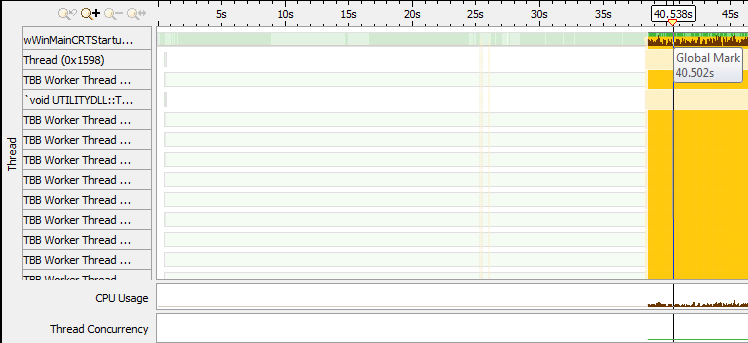 5s 10s 15s 20s 25s 30s 35s 40.538s 45s
wWinMainCRTStartu...
Thread (0x1598)
TBB Worker Thread ...
`void UTILITYDLL::T...
TBB Worker Thread ...
TBB Worker Thread ...
TBB Worker Thread ...
TBB Worker Thread ...
TBB Worker Thread ...
TBB Worker Thread ...
TBB Worker Thread ...
TBB Worker Thread ...
TBB Worker Thread
Thread
Global Mark
40.502s
CPU Usage
Thread Concurrency